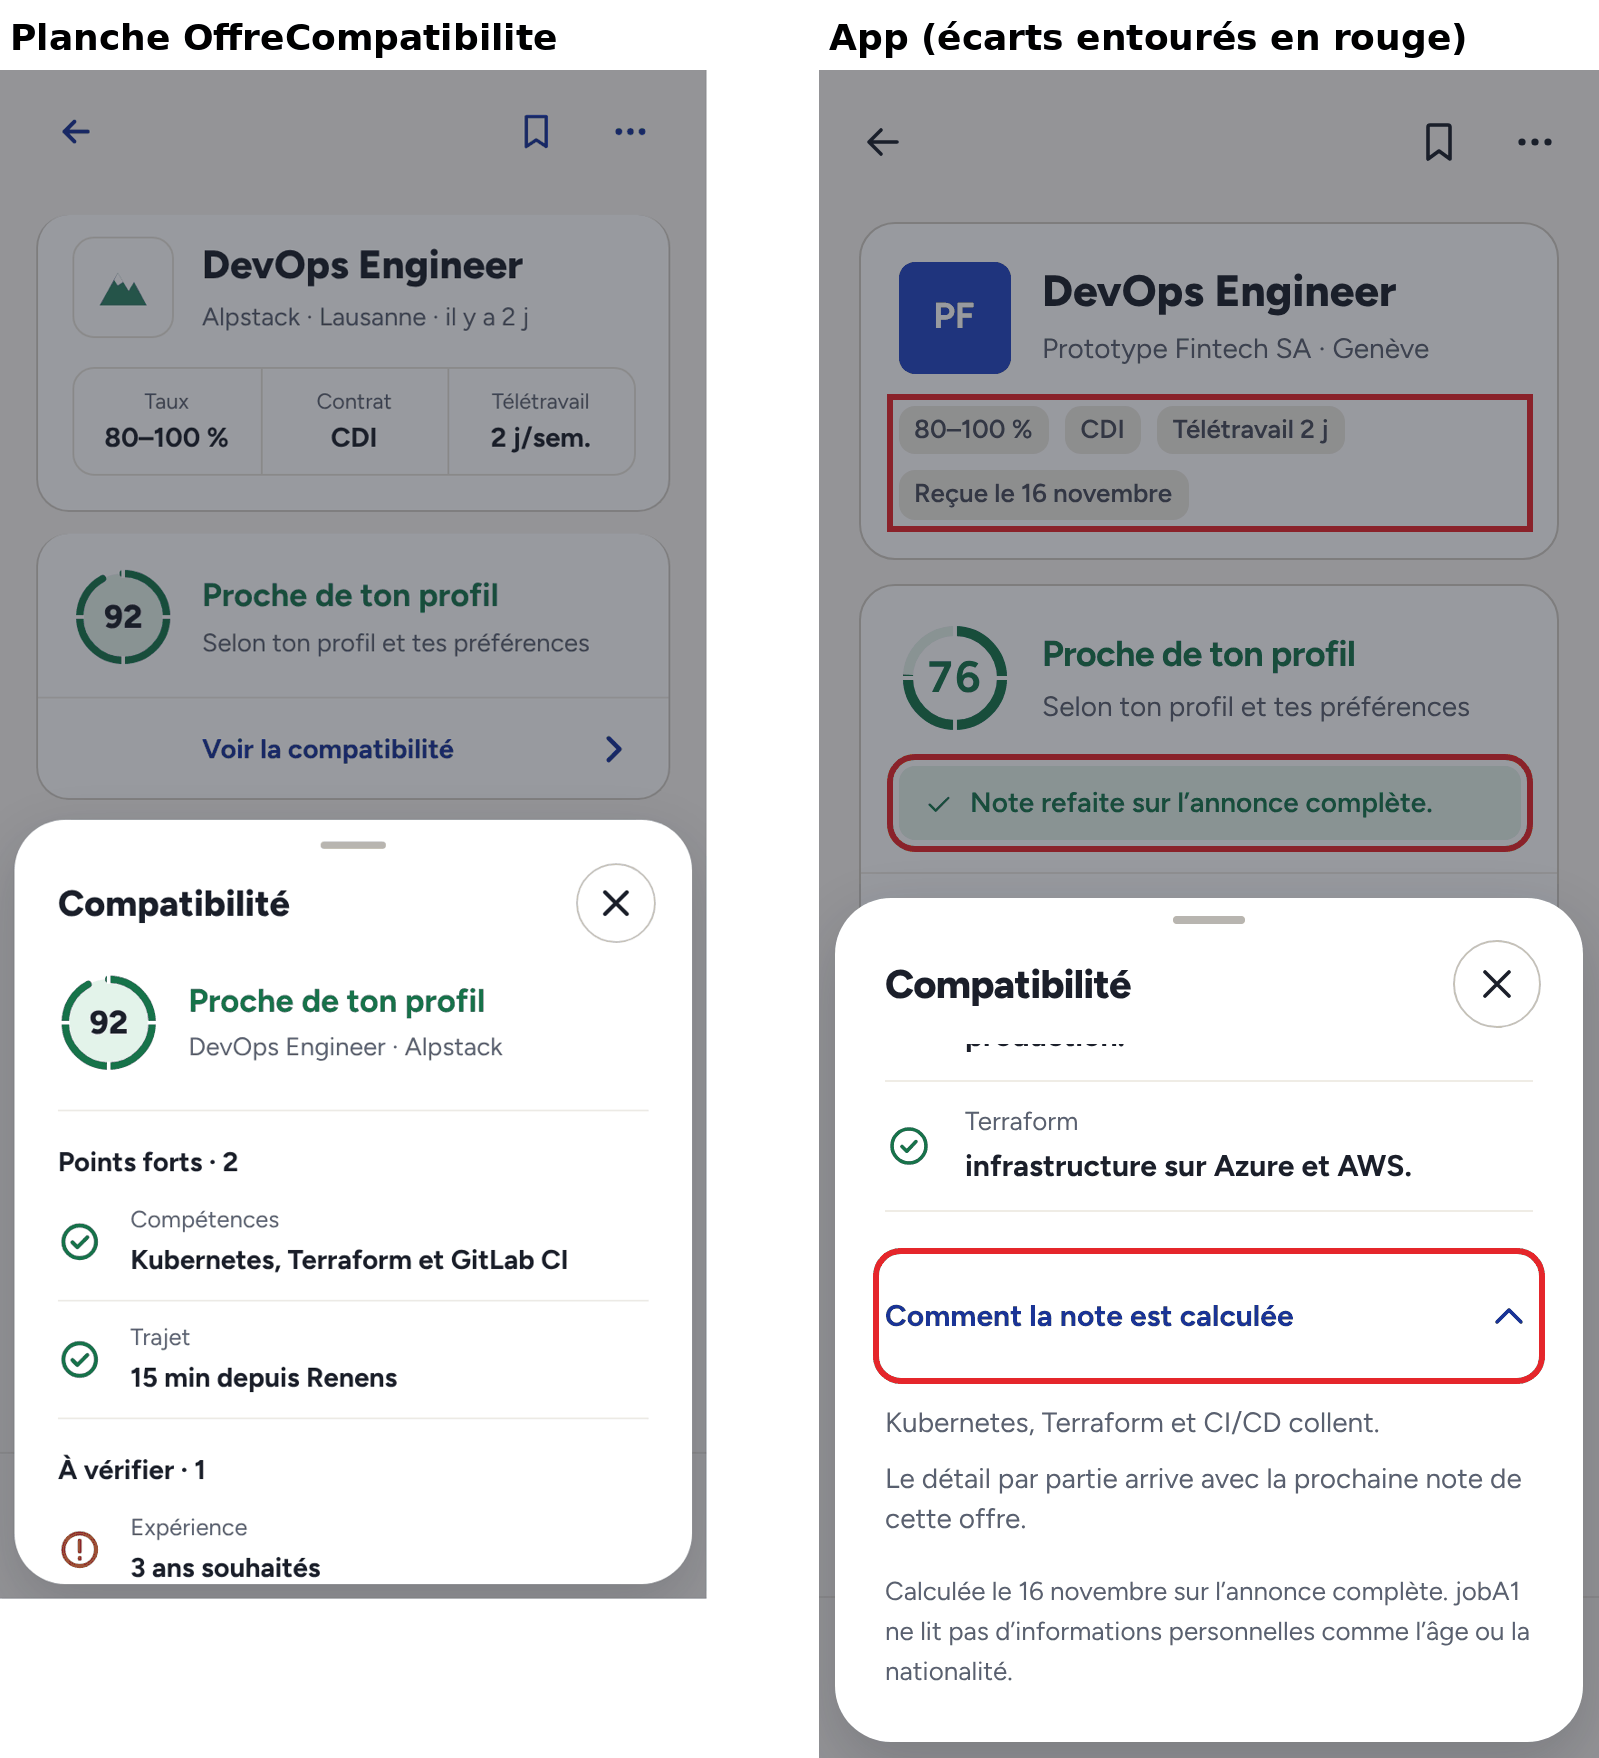 Planche OffreCompatibilite
DevOps Engineer
Alpstack · Lausanne · il y a 2 j
Taux
80–100 %
Contrat
CDI
Télétravail
2 j/sem.
92
Proche de ton profil
Selon ton profil et tes préférences
Voir la compatibilité
Compatibilité
92
Proche de ton profil
DevOps Engineer · Alpstack
Points forts · 2
Compétences
Kubernetes, Terraform et GitLab CI
Trajet
15 min depuis Renens
À vérifier · 1
Expérience
3 ans souhaités
App (écarts entourés en rouge)
PF
DevOps Engineer
Prototype Fintech SA · Genève
80–100 %
CDI
Télétravail 2 j
Reçue le 16 novembre
76
Proche de ton profil
Selon ton profil et tes préférences
Note refaite sur l’annonce complète.
Compatibilité
production.
Terraform
infrastructure sur Azure et AWS.
Comment la note est calculée
Kubernetes, Terraform et CI/CD collent.
Le détail par partie arrive avec la prochaine note de
cette offre.
Calculée le 16 novembre sur l’annonce complète. jobA1
ne lit pas d’informations personnelles comme l’âge ou la
nationalité.